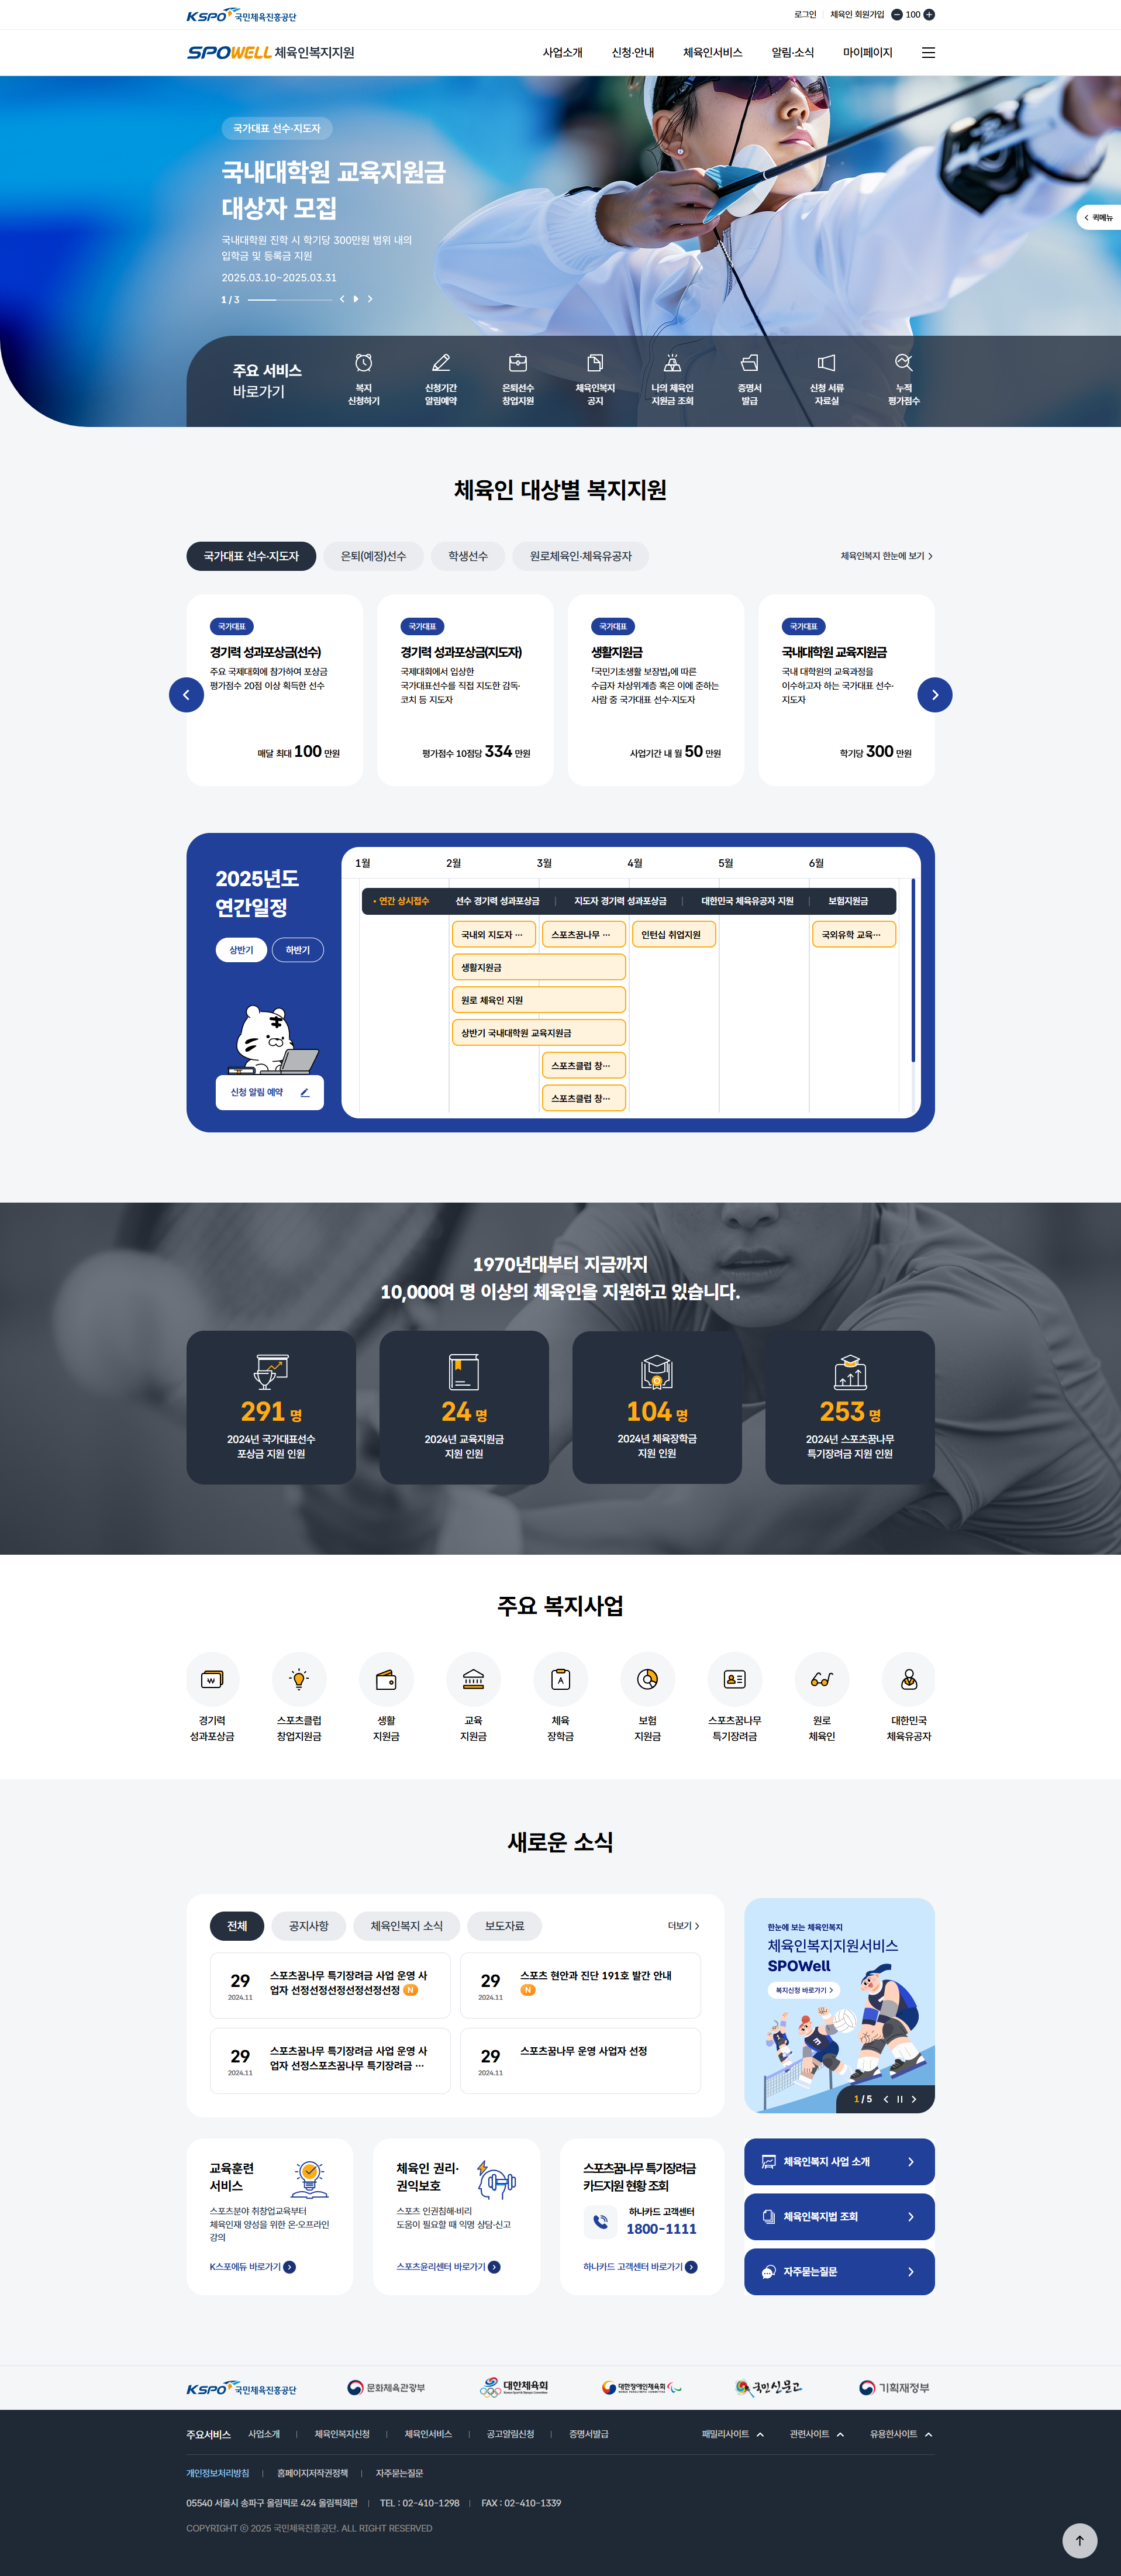 KSPO 국민체육진흥공단
로그인 체육인 회원가입 100
SPOWELL 체육인복지지원
사업소개 신청·안내 체육인서비스 알림·소식 마이페이지
국가대표 선수·지도자
국내대학원 교육지원금
대상자 모집
국내대학원 진학 시 학기당 300만원 범위 내의
입학금 및 등록금 지원
2025.03.10~2025.03.31
1 / 3
퀵메뉴
주요 서비스
바로가기
복지
신청하기
신청기간
알림예약
은퇴선수
창업지원
체육인복지
공지
나의 체육인
지원금 조회
증명서
발급
신청 서류
자료실
누적
평가점수
체육인 대상별 복지지원
국가대표 선수·지도자 은퇴(예정)선수 학생선수 원로체육인·체육유공자
체육인복지 한눈에 보기
국가대표
경기력 성과포상금(선수)
주요 국제대회에 참가하여 포상금
평가점수 20점 이상 획득한 선수
매달 최대 100 만원
국가대표
경기력 성과포상금(지도자)
국제대회에서 입상한
국가대표선수를 직접 지도한 감독·
코치 등 지도자
평가점수 10점당 334 만원
국가대표
생활지원금
「국민기초생활 보장법」에 따른
수급자 차상위계층 혹은 이에 준하는
사람 중 국가대표 선수·지도자
사업기간 내 월 50 만원
국가대표
국내대학원 교육지원금
국내 대학원의 교육과정을
이수하고자 하는 국가대표 선수·
지도자
학기당 300 만원
2025년도
연간일정
상반기 하반기
신청 알림 예약
1월 2월 3월 4월 5월 6월
• 연간 상시접수 선수 경기력 성과포상금 지도자 경기력 성과포상금 대한민국 체육유공자 지원 보험지원금
국내외 지도자 ··· 스포츠꿈나무 ··· 인턴십 취업지원 국외유학 교육···
생활지원금
원로 체육인 지원
상반기 국내대학원 교육지원금
스포츠클럽 창···
스포츠클럽 창···
1970년대부터 지금까지
10,000여 명 이상의 체육인을 지원하고 있습니다.
291 명
2024년 국가대표선수
포상금 지원 인원
24 명
2024년 교육지원금
지원 인원
104 명
2024년 체육장학금
지원 인원
253 명
2024년 스포츠꿈나무
특기장려금 지원 인원
주요 복지사업
경기력
성과포상금
스포츠클럽
창업지원금
생활
지원금
교육
지원금
체육
장학금
보험
지원금
스포츠꿈나무
특기장려금
원로
체육인
대한민국
체육유공자
새로운 소식
전체 공지사항 체육인복지 소식 보도자료
더보기
29
2024.11
스포츠꿈나무 특기장려금 사업 운영 사
업자 선정선정선정선정선정선정 N
29
2024.11
스포츠 현안과 진단 191호 발간 안내
N
29
2024.11
스포츠꿈나무 특기장려금 사업 운영 사
업자 선정스포츠꿈나무 특기장려금 ···
29
2024.11
스포츠꿈나무 운영 사업자 선정
한눈에 보는 체육인복지
체육인복지지원서비스
SPOWell
복지신청 바로가기
1 / 5
교육훈련
서비스
스포츠분야 취창업교육부터
체육인재 양성을 위한 온·오프라인
강의
K스포에듀 바로가기
체육인 권리·
권익보호
스포츠 인권침해·비리
도움이 필요할 때 익명 상담·신고
스포츠윤리센터 바로가기
스포츠꿈나무 특기장려금
카드지원 현황 조회
하나카드 고객센터
1800-1111
하나카드 고객센터 바로가기
체육인복지 사업 소개
체육인복지법 조회
자주묻는질문
KSPO 국민체육진흥공단 문화체육관광부 대한체육회 대한장애인체육회 국민신문고 기획재정부
주요서비스 사업소개 체육인복지신청 체육인서비스 공고알림신청 증명서발급
패밀리사이트 관련사이트 유용한사이트
개인정보처리방침 홈페이지저작권정책 자주묻는질문
05540 서울시 송파구 올림픽로 424 올림픽회관 TEL : 02-410-1298 FAX : 02-410-1339
COPYRIGHT ⓒ 2025 국민체육진흥공단. ALL RIGHT RESERVED